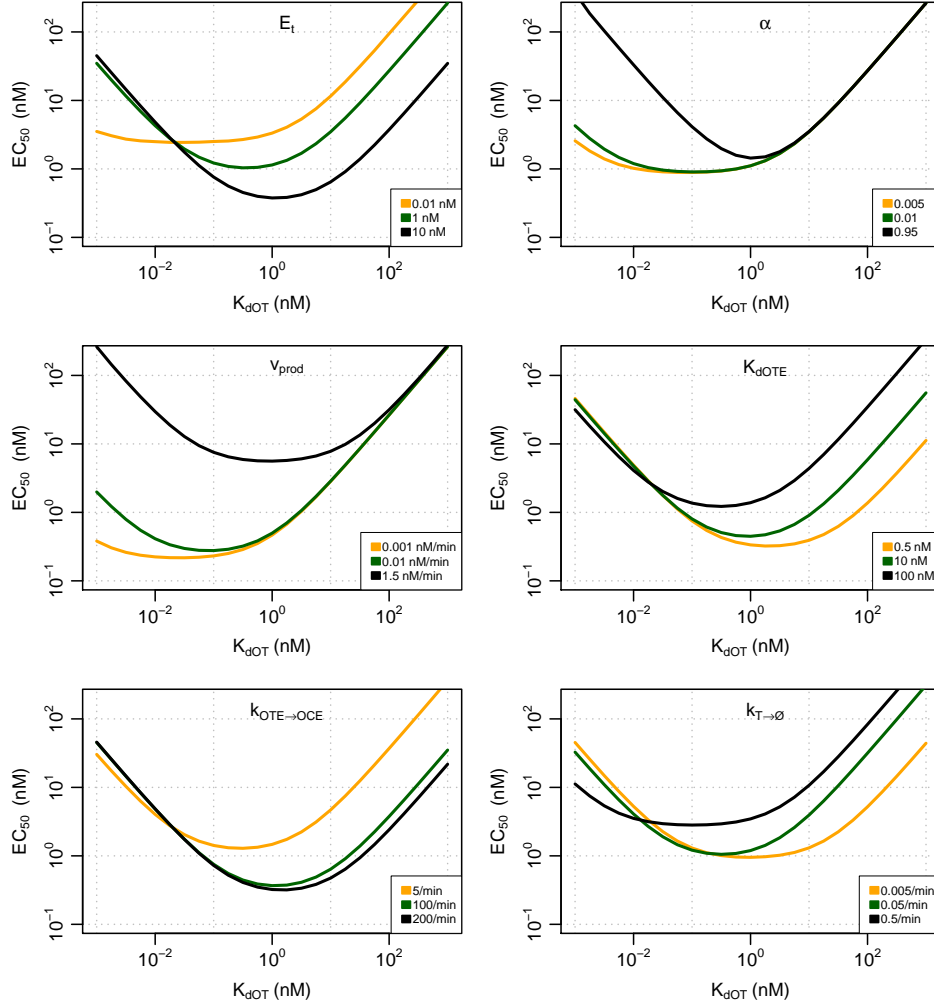 E_t
EC_50 (nM)
10^2
10^1
10^0
10^−1
0.01 nM
1 nM
10 nM
10^−2 10^0 10^2
K_dOT (nM)
α
EC_50 (nM)
10^2
10^1
10^0
10^−1
0.005
0.01
0.95
10^−2 10^0 10^2
K_dOT (nM)
v_prod
EC_50 (nM)
10^2
10^1
10^0
10^−1
0.001 nM/min
0.01 nM/min
1.5 nM/min
10^−2 10^0 10^2
K_dOT (nM)
K_dOTE
EC_50 (nM)
10^2
10^1
10^0
10^−1
0.5 nM
10 nM
100 nM
10^−2 10^0 10^2
K_dOT (nM)
k_OTE→OCE
EC_50 (nM)
10^2
10^1
10^0
10^−1
5/min
100/min
200/min
10^−2 10^0 10^2
K_dOT (nM)
k_T→Ø
EC_50 (nM)
10^2
10^1
10^0
10^−1
0.005/min
0.05/min
0.5/min
10^−2 10^0 10^2
K_dOT (nM)